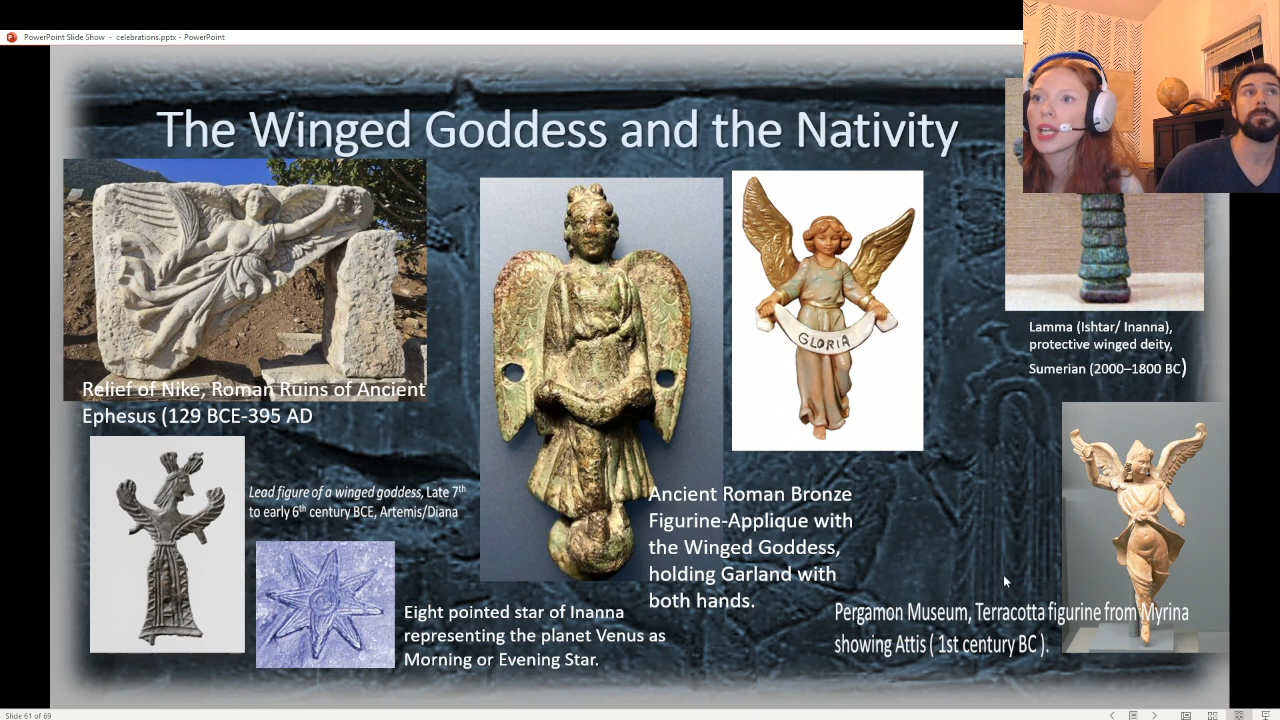 PowerPoint Slide Show - celebrations.pptx - PowerPoint
The Winged Goddess and the Nativity
Relief of Nike, Roman Ruins of Ancient
Ephesus (129 BCE-395 AD
GLORIA
Lamma (Ishtar/ Inanna),
protective winged deity,
Sumerian (2000–1800 BC)
Lead figure of a winged goddess, Late 7th
to early 6th century BCE, Artemis/Diana
Ancient Roman Bronze
Figurine-Applique with
the Winged Goddess,
holding Garland with
both hands.
Eight pointed star of Inanna
representing the planet Venus as
Morning or Evening Star.
Pergamon Museum, Terracotta figurine from Myrina
showing Attis ( 1st century BC ).
Slide 61 of 69